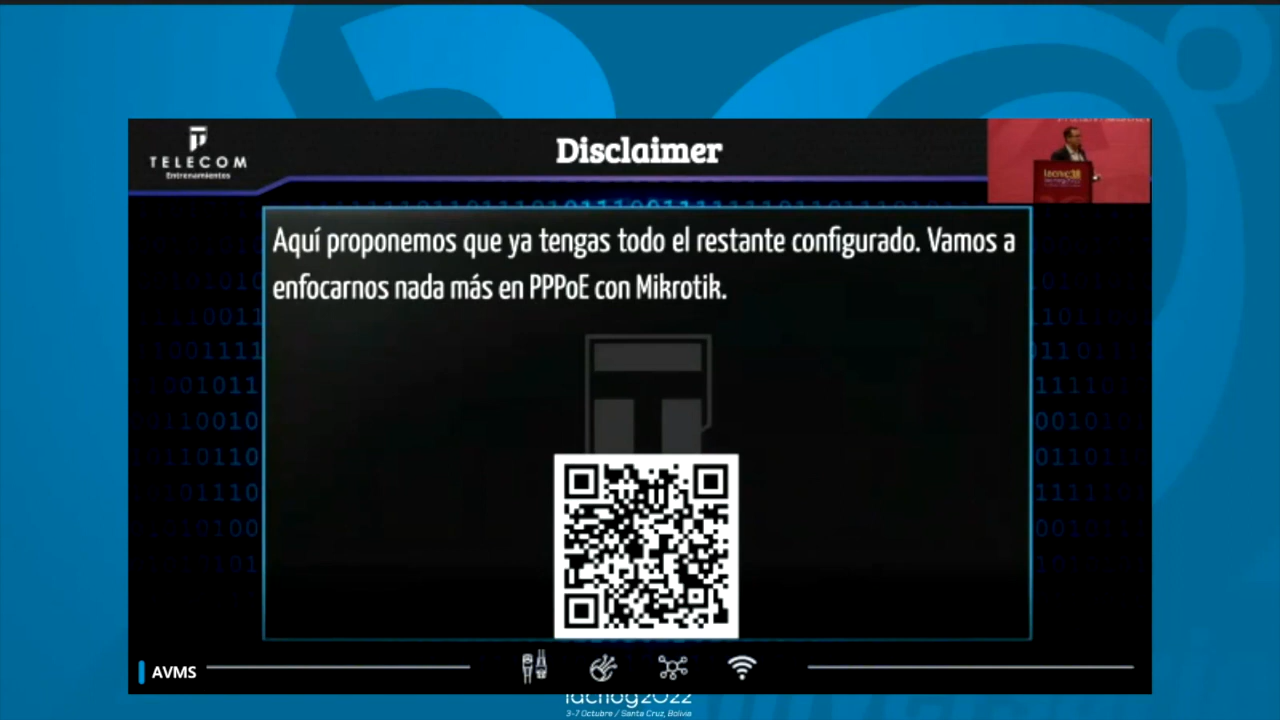 TELECOM
Entrenamientos
Disclaimer
Aquí proponemos que ya tengas todo el restante configurado. Vamos a
enfocarnos nada más en PPPoE con Mikrotik.
AVMS
lacnog2022
3-7 Octubre / Santa Cruz, Bolivia